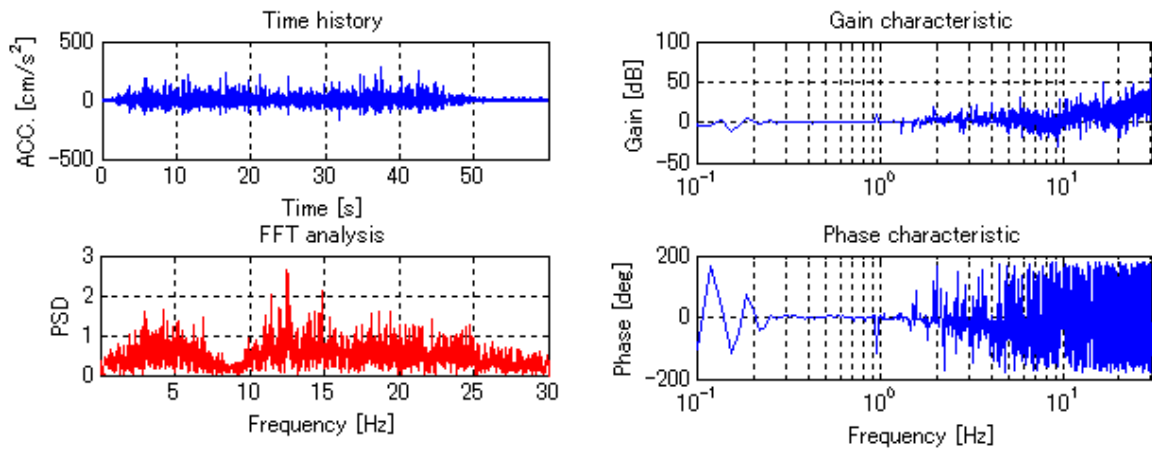 Time history
500
0
-500
ACC. [cm/s²]
0 10 20 30 40 50
Time [s]
FFT analysis
3
2
1
0
PSD
5 10 15 20 25 30
Frequency [Hz]
Gain characteristic
100
50
0
-50
Gain [dB]
10⁻¹ 10⁰ 10¹
Phase characteristic
200
0
-200
Phase [deg]
10⁻¹ 10⁰ 10¹
Frequency [Hz]